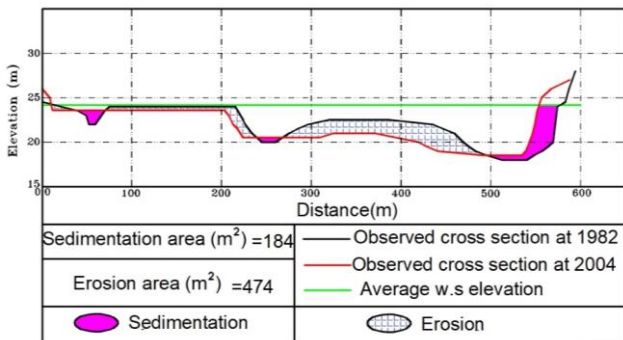 Elevation (m)
30
25
20
15
0.0 100 200 300 400 500 600
Distance(m)
Sedimentation area (m²) =184
Erosion area (m²) =474
Observed cross section at 1982
Observed cross section at 2004
Average w.s elevation
Sedimentation
Erosion